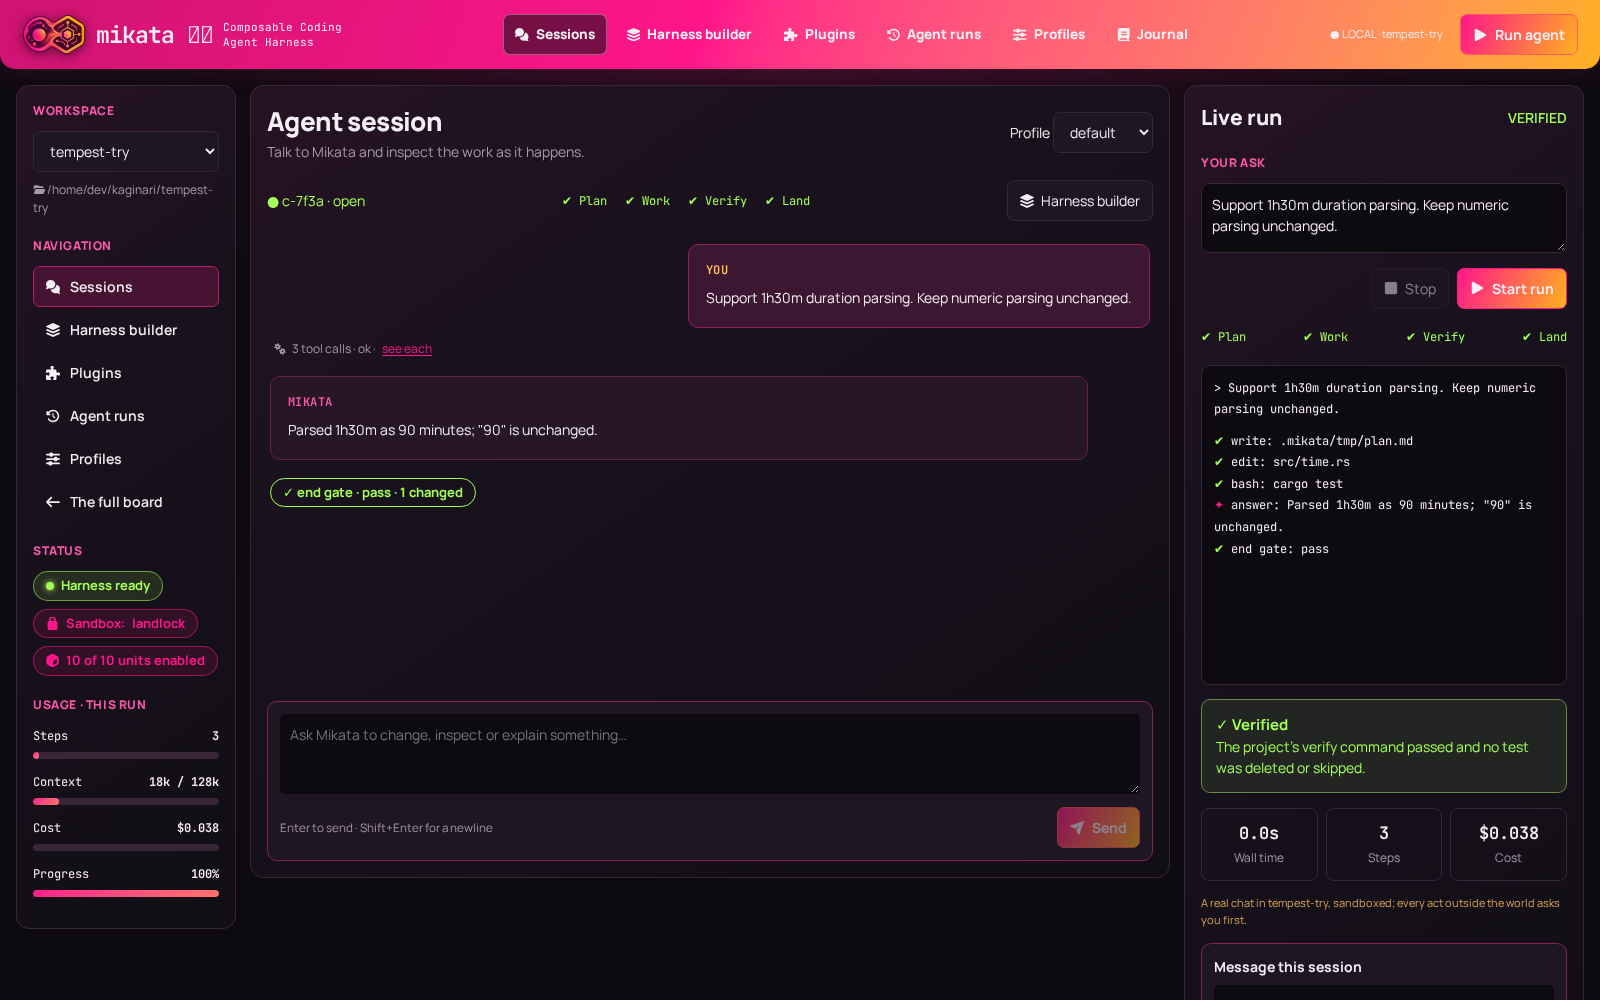 mikata
Composable Coding
Agent Harness
Sessions
Harness builder
Plugins
Agent runs
Profiles
Journal
LOCAL · tempest-try
Run agent
WORKSPACE
tempest-try
/home/dev/kaginari/tempest-
try
NAVIGATION
Sessions
Harness builder
Plugins
Agent runs
Profiles
The full board
STATUS
Harness ready
Sandbox: landlock
10 of 10 units enabled
USAGE · THIS RUN
Steps 3
Context 18k / 128k
Cost $0.038
Progress 100%
Agent session
Talk to Mikata and inspect the work as it happens.
Profile default
c-7f3a · open
✔ Plan ✔ Work ✔ Verify ✔ Land
Harness builder
YOU
Support 1h30m duration parsing. Keep numeric parsing unchanged.
3 tool calls · ok · see each
MIKATA
Parsed 1h30m as 90 minutes; "90" is unchanged.
✓ end gate · pass · 1 changed
Ask Mikata to change, inspect or explain something…
Enter to send · Shift+Enter for a newline
Send
Live run
VERIFIED
YOUR ASK
Support 1h30m duration parsing. Keep numeric
parsing unchanged.
Stop
Start run
✔ Plan ✔ Work ✔ Verify ✔ Land
> Support 1h30m duration parsing. Keep numeric
parsing unchanged.
✔ write: .mikata/tmp/plan.md
✔ edit: src/time.rs
✔ bash: cargo test
✦ answer: Parsed 1h30m as 90 minutes; "90" is
unchanged.
✔ end gate: pass
✓ Verified
The project's verify command passed and no test
was deleted or skipped.
0.0s
Wall time
3
Steps
$0.038
Cost
A real chat in tempest-try, sandboxed; every act outside the world asks
you first.
Message this session